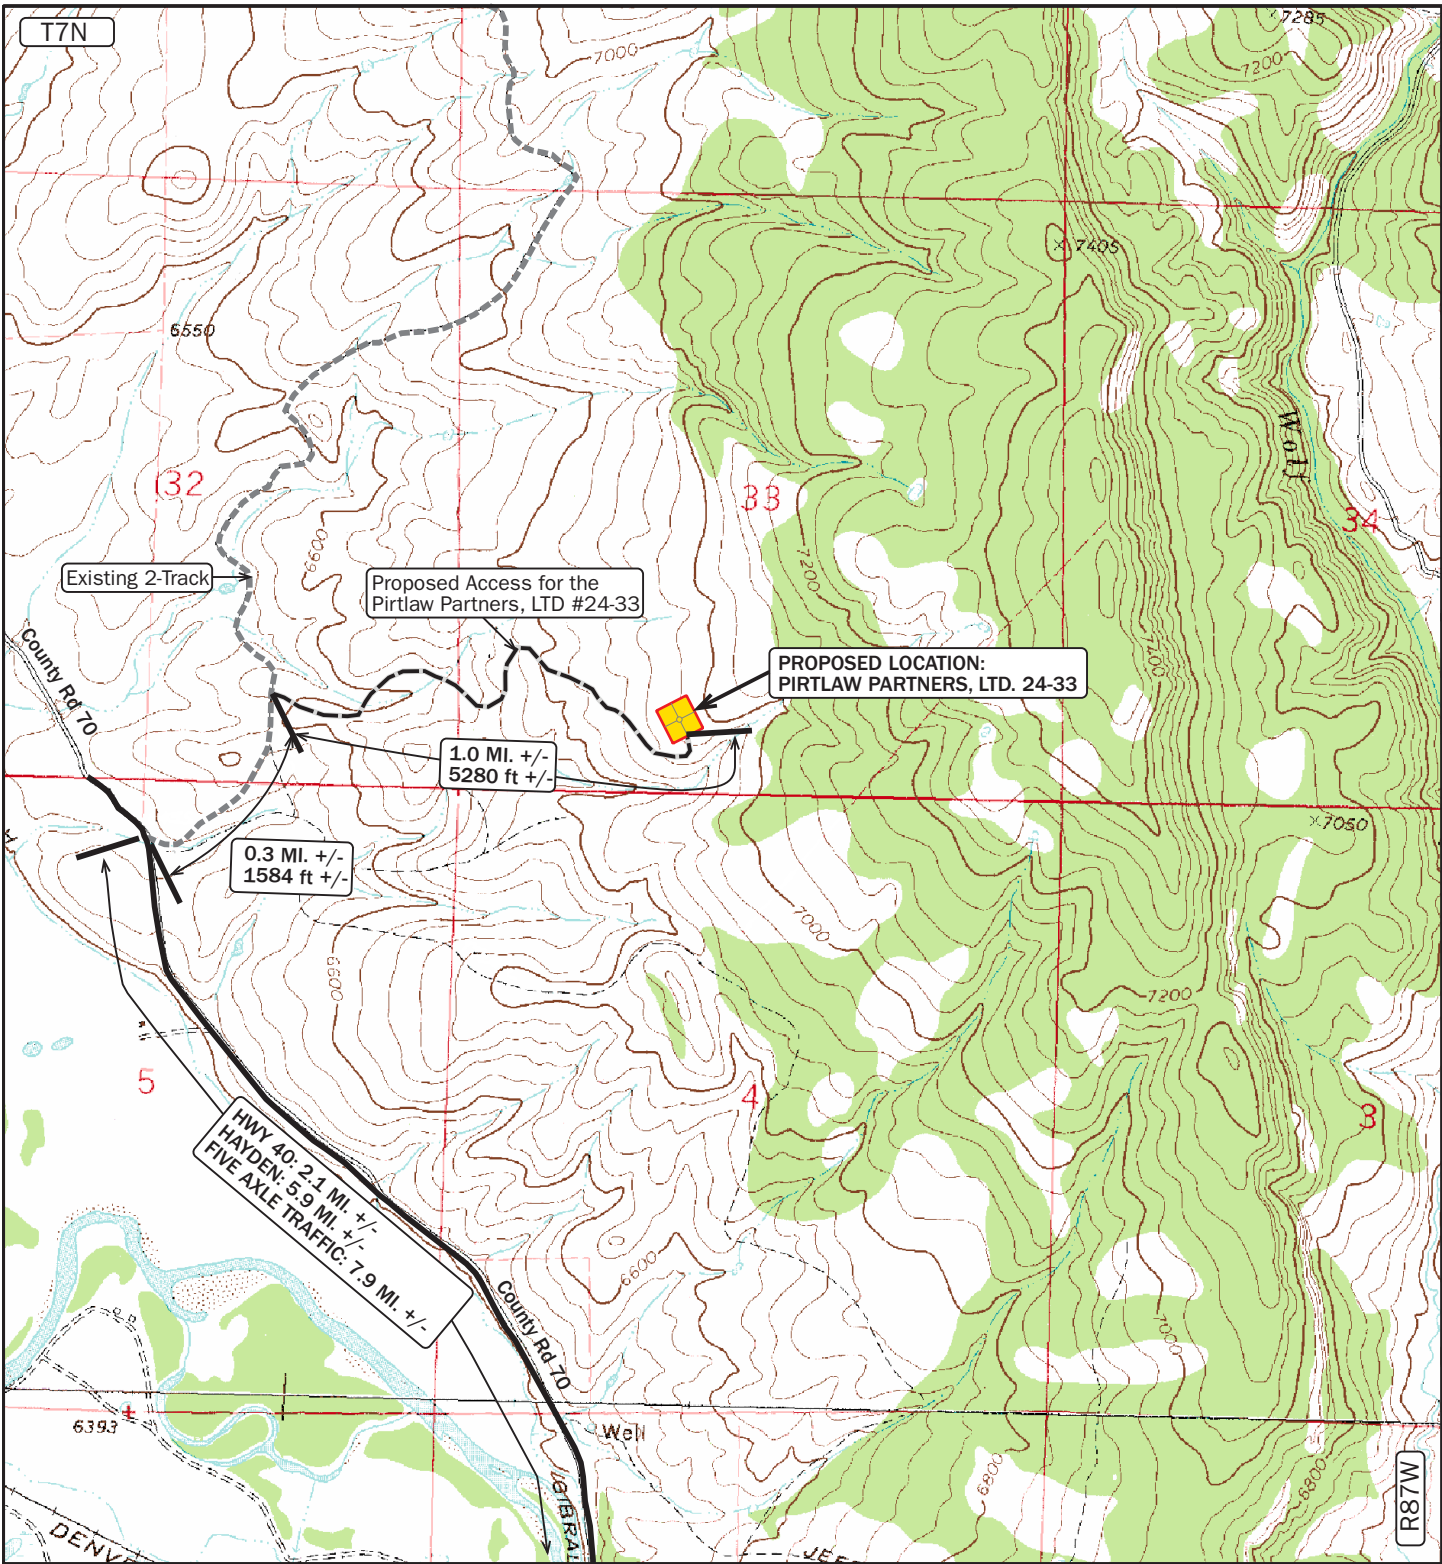 T7N
7285
7000
7200
7405
6550
Wolf
32
33
34
6600
7200
Existing 2-Track
Proposed Access for the
Pirtlaw Partners, LTD #24-33
County Rd 70
PROPOSED LOCATION:
PIRTLAW PARTNERS, LTD. 24-33
1.0 MI. +/-
5280 ft +/-
7050
0.3 MI. +/-
1584 ft +/-
7000
6600
7200
5
4
3
HWY 40: 2.1 MI. +/-
HAYDEN: 5.9 MI. +/-
FIVE AXLE TRAFFIC: 7.9 MI. +/-
6600
County Rd 70
7000
6393
Well
6800
6800
R87W